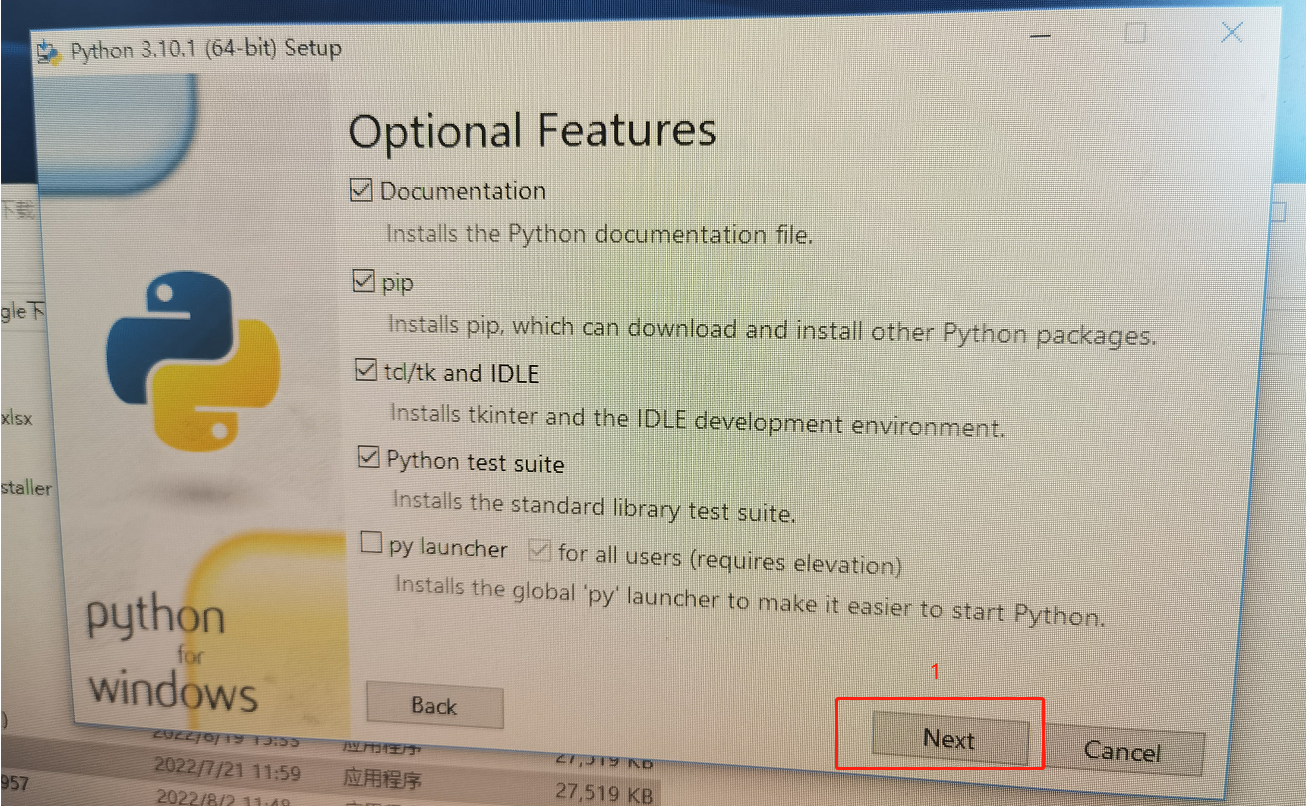 Python 3.10.1 (64-bit) Setup
Optional Features
Documentation
Installs the Python documentation file.
pip
Installs pip, which can download and install other Python packages.
tcl/tk and IDLE
Installs tkinter and the IDLE development environment.
Python test suite
Installs the standard library test suite.
py launcher for all users (requires elevation)
Installs the global 'py' launcher to make it easier to start Python.
python
for
windows
1
Back
Next
Cancel
下载
gle下
xlsx
staller
)
2022/6/19 13:55 应用程序 27,519 KB
957 2022/7/21 11:59 应用程序 27,519 KB
2022/8/2 11:48